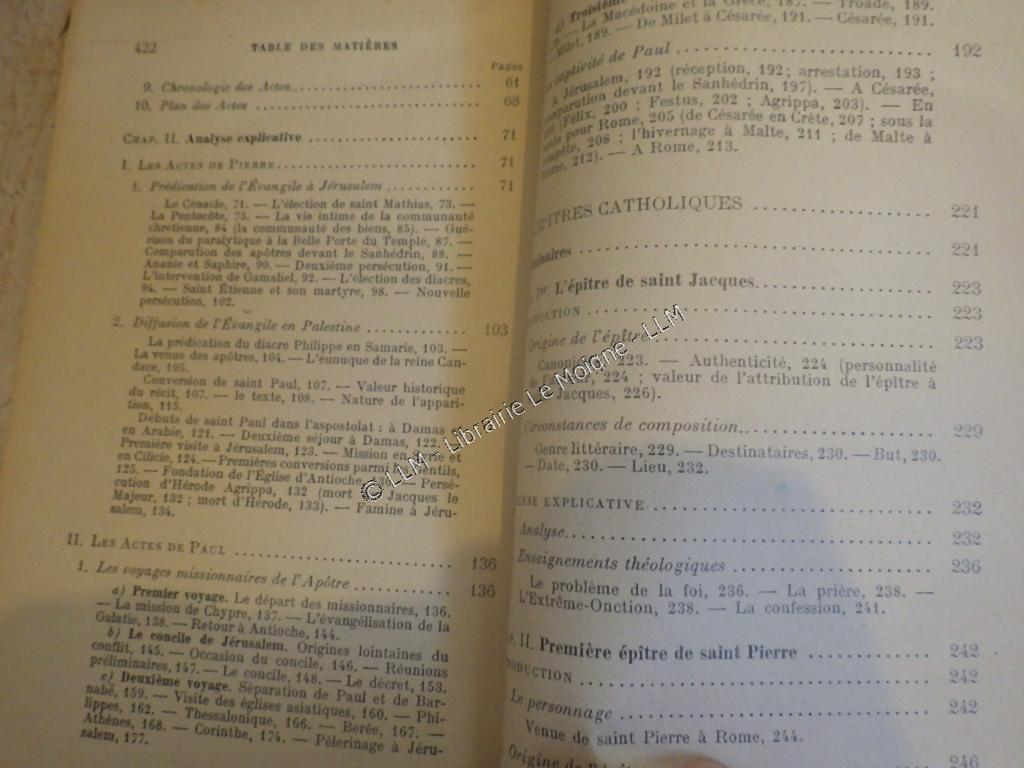 422 TABLE DES MATIÈRES
Pages
9. Chronologie des Actes 61
10. Plan des Actes 68
CHAP. II. Analyse explicative 71
I. LES ACTES DE PIERRE 71
1. Prédication de l'Évangile à Jérusalem 71
Le Cénacle, 71. — L'élection de saint Mathias, 73. —
La Pentecôte, 75. — La vie intime de la communauté
chrétienne, 84 (la communauté des biens, 85). — Gué-
rison du paralytique à la Belle Porte du Temple, 87. —
Comparution des apôtres devant le Sanhédrin, 88. —
Ananie et Saphire, 90. — Deuxième persécution, 91. —
L'intervention de Gamaliel, 92. — L'élection des diacres,
94. — Saint Étienne et son martyre, 98. — Nouvelle
persécution, 102.
2. Diffusion de l'Évangile en Palestine 103
La prédication du diacre Philippe en Samarie, 103. —
La venue des apôtres, 104. — L'eunuque de la reine Can-
dace, 105.
Conversion de saint Paul, 107. — Valeur historique
du récit, 107. — le texte, 108. — Nature de l'appari-
tion, 115.
Débuts de saint Paul dans l'aspostolat : à Damas
en Arabie, 121. — Deuxième séjour à Damas, 122.
Première visite à Jérusalem, 123. — Mission en
et en Cilicie, 124. — Premières conversions parmi
125. — Fondation de l'Église d'Antioche, — Persé-
cution d'Hérode Agrippa, 132 (mort Jacques le
Majeur, 132 ; mort d'Hérode, 133). — Famine à Jéru-
salem, 134.
II. LES ACTES DE PAUL 136
1. Les voyages missionnaires de l'Apôtre 136
a) Premier voyage. Le départ des missionnaires, 136.
— La mission de Chypre, 137. — L'évangélisation de la
Galatie, 138. — Retour à Antioche, 144.
b) Le concile de Jérusalem. Origines lointaines du
conflit, 145. — Occasion du concile, 146. — Réunions
préliminaires, 147. — Le concile, 148. — Le décret, 153.
c) Deuxième voyage. Séparation de Paul et de Bar-
nabé, 159. — Visite des églises asiatiques, 160. — Phi-
lippes, 162. — Thessalonique, 166. — Berée, 167. —
Athènes, 168. — Corinthe, 174. — Pèlerinage à Jéru-
salem, 177.
Troisième — Troade, 189.
— La Macédoine et la Grèce, 187.
Milet, 189. — De Milet à Césarée, 191. — Césarée, 191.
captivité de Paul 192
A Jérusalem, 192 (réception, 192 ; arrestation, 193 ;
devant le Sanhédrin, 197). — A Césarée,
(Félix, 200 ; Festus, 202 ; Agrippa, 203). — En
pour Rome, 205 (de Césarée en Crète, 207 ; sous la
208 ; l'hivernage à Malte, 211 ; de Malte à
212). — A Rome, 213.
ÉPITRES CATHOLIQUES 221
221
1er. L'épître de saint Jacques 223
223
Origine de l'épître 223
223. — Authenticité, 224 (personnalité
224 ; valeur de l'attribution de l'épître à
Jacques, 226).
Circonstances de composition 229
Genre littéraire, 229. — Destinataires, 230. — But, 230.
— Date, 230. — Lieu, 232.
EXPLICATIVE 232
Analyse 232
Enseignements théologiques 236
Le problème de la foi, 236. — La prière, 238. —
L'Extrême-Onction, 238. — La confession, 241.
II. Première épître de saint Pierre 242
242
Le personnage 242
Venue de saint Pierre à Rome, 244.
Origine de 246
© LLM - Librairie Le Moigne - LLM